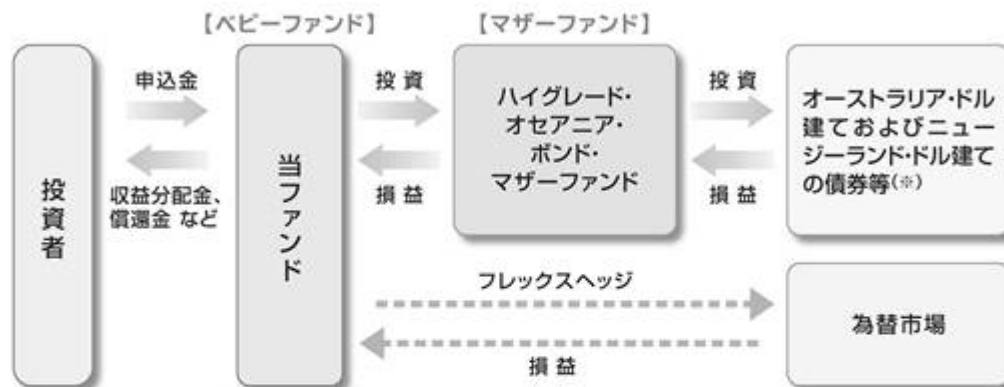 【ベビーファンド】
【マザーファンド】
投資者
申込金
収益分配金、
償還金 など
当ファンド
投 資
損 益
ハイグレード・
オセアニア・
ボンド・
マザーファンド
投 資
損 益
オーストラリア・ドル
建ておよびニュー
ジーランド・ドル建て
の債券等(※)
フレックスヘッジ
損 益
為替市場